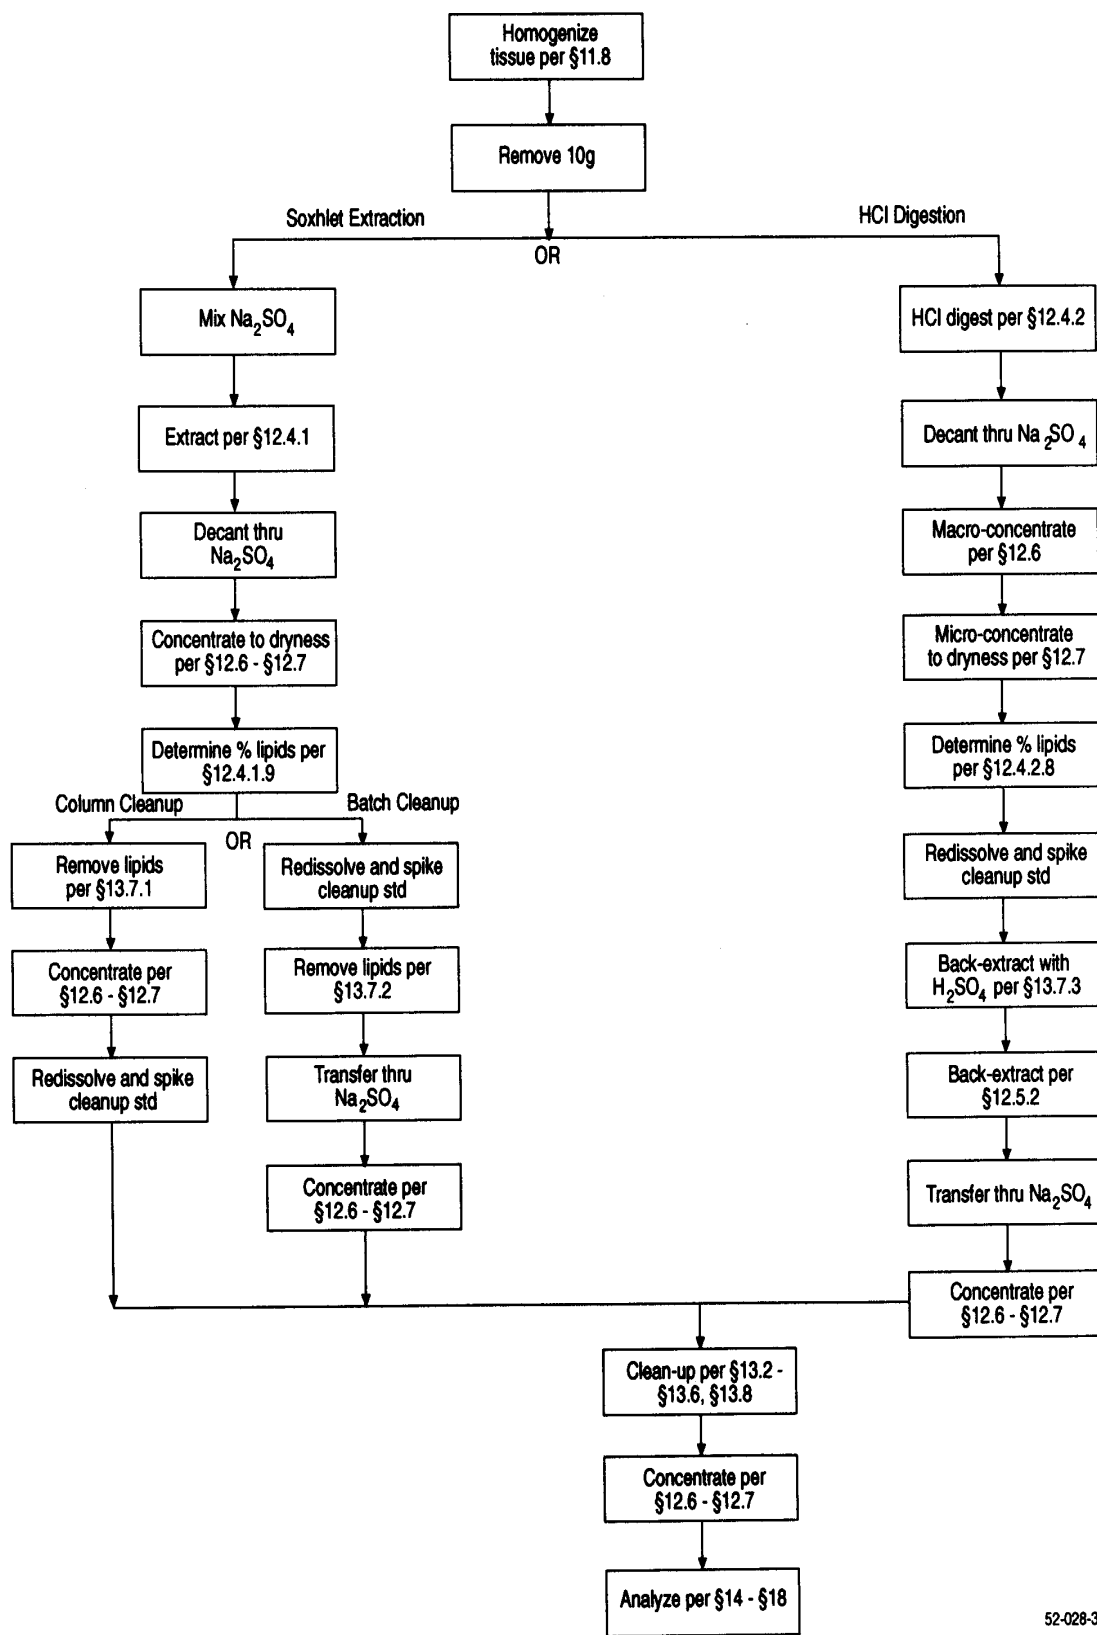 Homogenize
tissue per §11.8
Remove 10g
Soxhlet Extraction
HCl Digestion
OR
Mix Na₂SO₄
Extract per §12.4.1
Decant thru
Na₂SO₄
Concentrate to dryness
per §12.6 - §12.7
Determine % lipids per
§12.4.1.9
Column Cleanup
Batch Cleanup
OR
Remove lipids
per §13.7.1
Concentrate per
§12.6 - §12.7
Redissolve and spike
cleanup std
Redissolve and spike
cleanup std
Remove lipids per
§13.7.2
Transfer thru
Na₂SO₄
Concentrate per
§12.6 - §12.7
HCl digest per §12.4.2
Decant thru Na₂SO₄
Macro-concentrate
per §12.6
Micro-concentrate
to dryness per §12.7
Determine % lipids
per §12.4.2.8
Redissolve and spike
cleanup std
Back-extract with
H₂SO₄ per §13.7.3
Back-extract per
§12.5.2
Transfer thru Na₂SO₄
Concentrate per
§12.6 - §12.7
Clean-up per §13.2 -
§13.6, §13.8
Concentrate per
§12.6 - §12.7
Analyze per §14 - §18
52-028-3